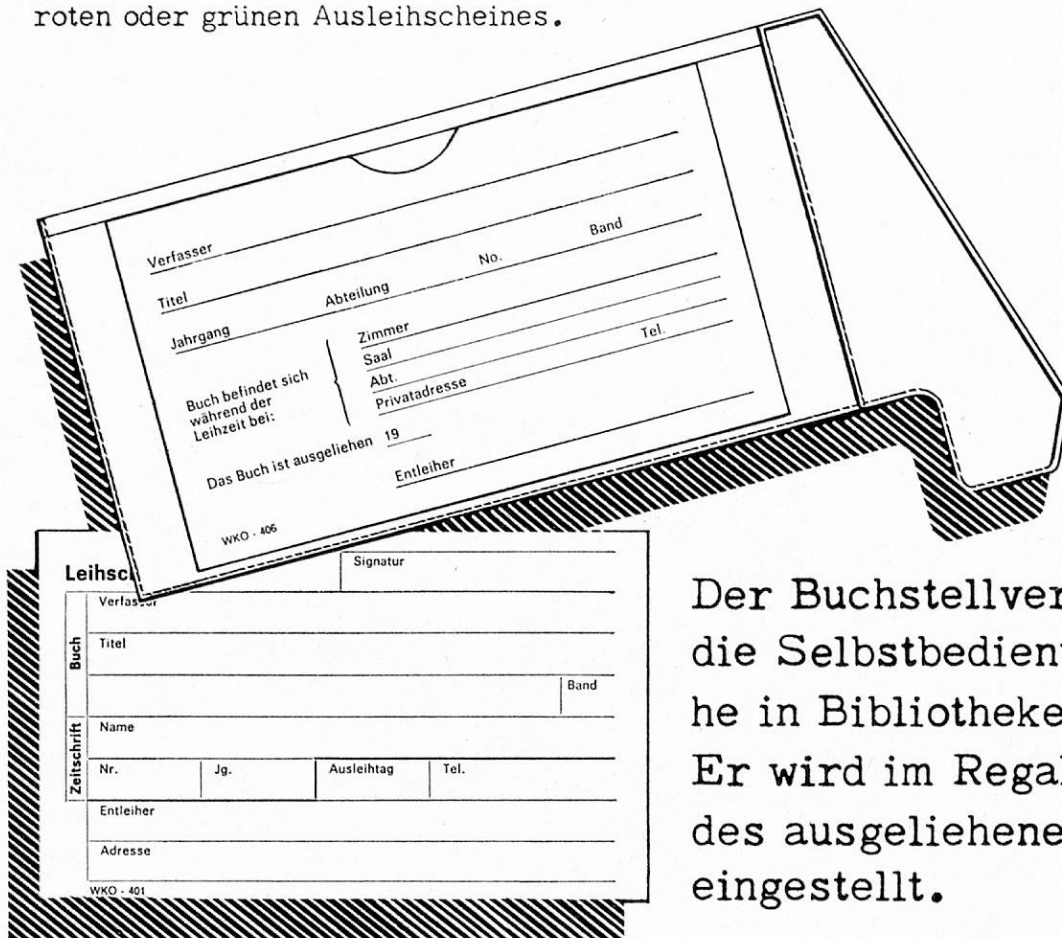 roten oder grünen Ausleihscheines.
Verfasser
Titel
Jahrgang Abteilung No. Band
Buch befindet sich
während der
Leihzeit bei:
Zimmer
Saal
Abt.
Privatadresse Tel.
Das Buch ist ausgeliehen 19
Entleiher
WKO - 406
Leihsc
Signatur
Buch
Verfasser
Titel
Band
Zeitschrift
Name
Nr. Jg. Ausleihtag Tel.
Entleiher
Adresse
WKO - 401
Der Buchstellver
die Selbstbedien
he in Bibliotheke
Er wird im Regal
des ausgeliehene
eingestellt.